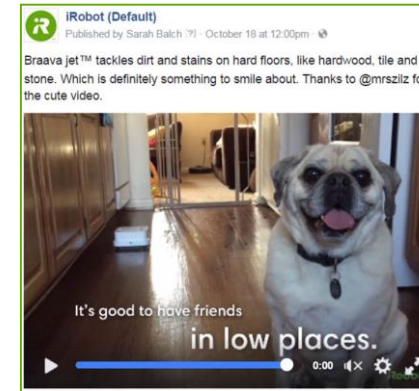 iRobot (Default)
Published by Sarah Balch [?] · October 18 at 12:00pm ·
Braava jet™ tackles dirt and stains on hard floors, like hardwood, tile and
stone. Which is definitely something to smile about. Thanks to @mrszilz fo
the cute video.
It's good to have friends
in low places.
0:00
iRobot